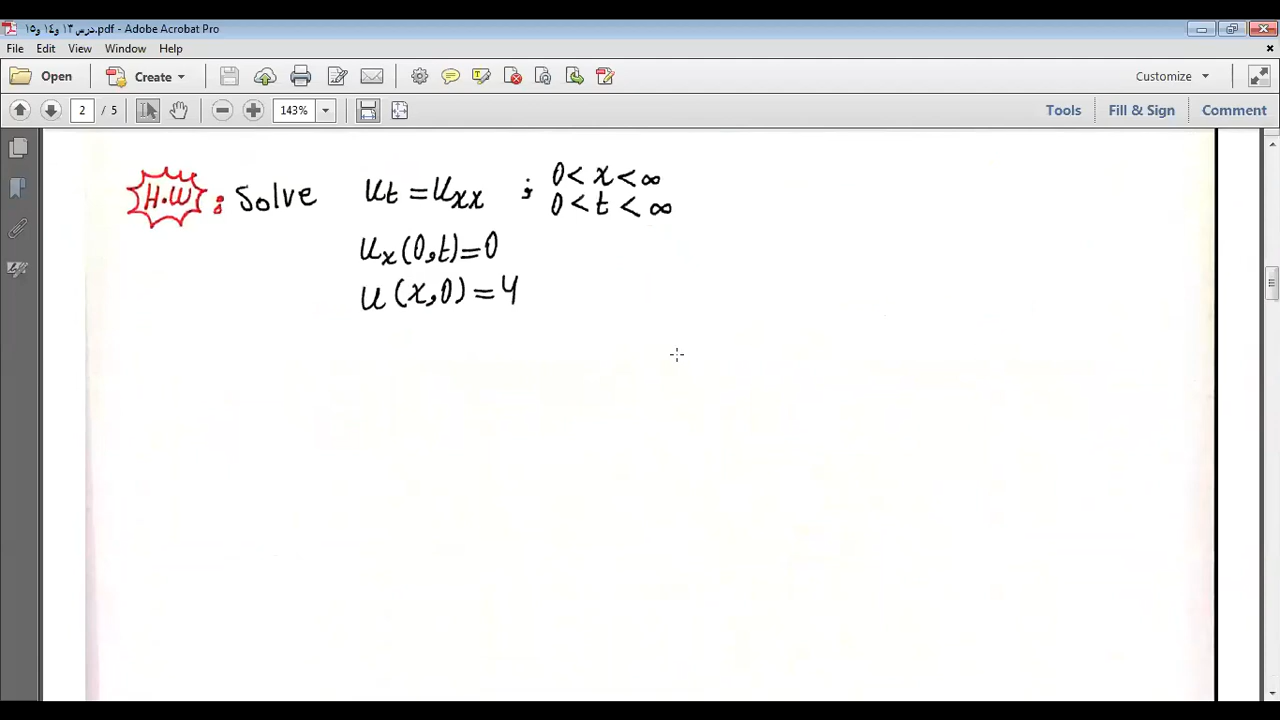 درس ١٣ و١٤ و١٥.pdf - Adobe Acrobat Pro
File Edit View Window Help
Open Create Customize
2 / 5 143% Tools Fill & Sign Comment
H.W : Solve uₜ = uₓₓ ; 0 < x < ∞
0 < t < ∞
uₓ(0,t) = 0
u(x,0) = 4